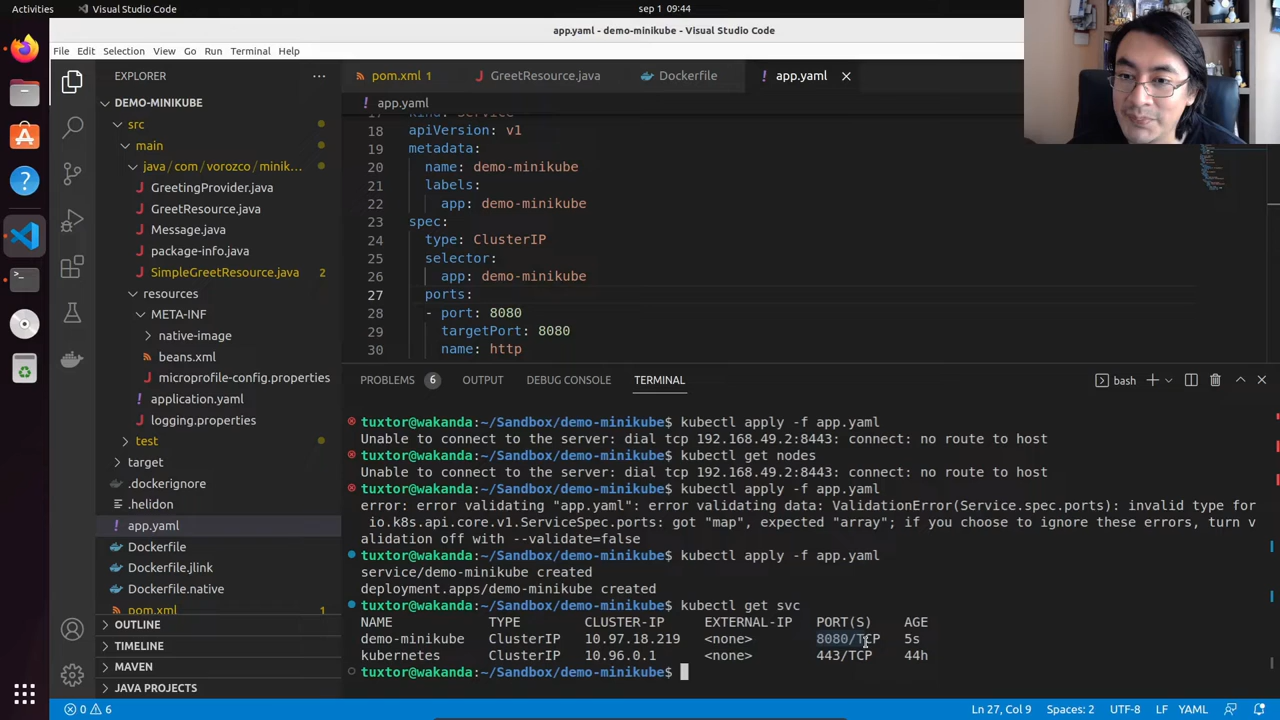 Activities
Visual Studio Code
sep 1 09:44
app.yaml - demo-minikube - Visual Studio Code
File Edit Selection View Go Run Terminal Help
EXPLORER
DEMO-MINIKUBE
src
main
java/com/vorozco/minik...
GreetingProvider.java
GreetResource.java
Message.java
package-info.java
SimpleGreetResource.java 2
resources
META-INF
native-image
beans.xml
microprofile-config.properties
application.yaml
logging.properties
test
target
.dockerignore
.helidon
app.yaml
Dockerfile
Dockerfile.jlink
Dockerfile.native
pom.xml 1
OUTLINE
TIMELINE
MAVEN
JAVA PROJECTS
pom.xml 1 GreetResource.java Dockerfile app.yaml
app.yaml
17 kind: Service
18 apiVersion: v1
19 metadata:
20 name: demo-minikube
21 labels:
22 app: demo-minikube
23 spec:
24 type: ClusterIP
25 selector:
26 app: demo-minikube
27 ports:
28 - port: 8080
29 targetPort: 8080
30 name: http
PROBLEMS 6 OUTPUT DEBUG CONSOLE TERMINAL
bash
tuxtor@wakanda:~/Sandbox/demo-minikube$ kubectl apply -f app.yaml
Unable to connect to the server: dial tcp 192.168.49.2:8443: connect: no route to host
tuxtor@wakanda:~/Sandbox/demo-minikube$ kubectl get nodes
Unable to connect to the server: dial tcp 192.168.49.2:8443: connect: no route to host
tuxtor@wakanda:~/Sandbox/demo-minikube$ kubectl apply -f app.yaml
error: error validating "app.yaml": error validating data: ValidationError(Service.spec.ports): invalid type for
io.k8s.api.core.v1.ServiceSpec.ports: got "map", expected "array"; if you choose to ignore these errors, turn v
alidation off with --validate=false
tuxtor@wakanda:~/Sandbox/demo-minikube$ kubectl apply -f app.yaml
service/demo-minikube created
deployment.apps/demo-minikube created
tuxtor@wakanda:~/Sandbox/demo-minikube$ kubectl get svc
NAME TYPE CLUSTER-IP EXTERNAL-IP PORT(S) AGE
demo-minikube ClusterIP 10.97.18.219 <none> 8080/TCP 5s
kubernetes ClusterIP 10.96.0.1 <none> 443/TCP 44h
tuxtor@wakanda:~/Sandbox/demo-minikube$
0 6
Ln 27, Col 9 Spaces: 2 UTF-8 LF YAML